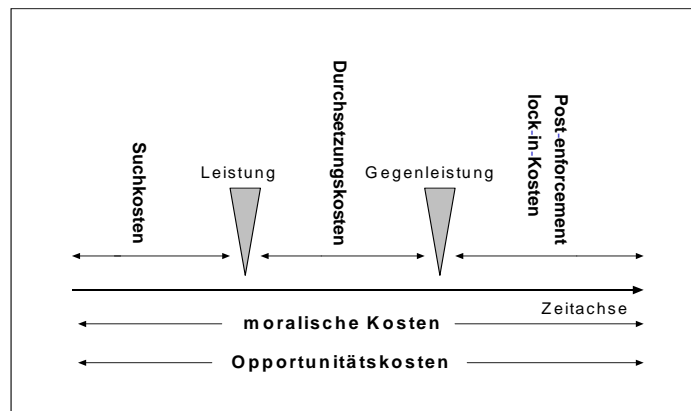 Suchkosten
Leistung
Durchsetzungskosten
Gegenleistung
Post-enforcement
lock-in-Kosten
Zeitachse
moralische Kosten
Opportunitätskosten